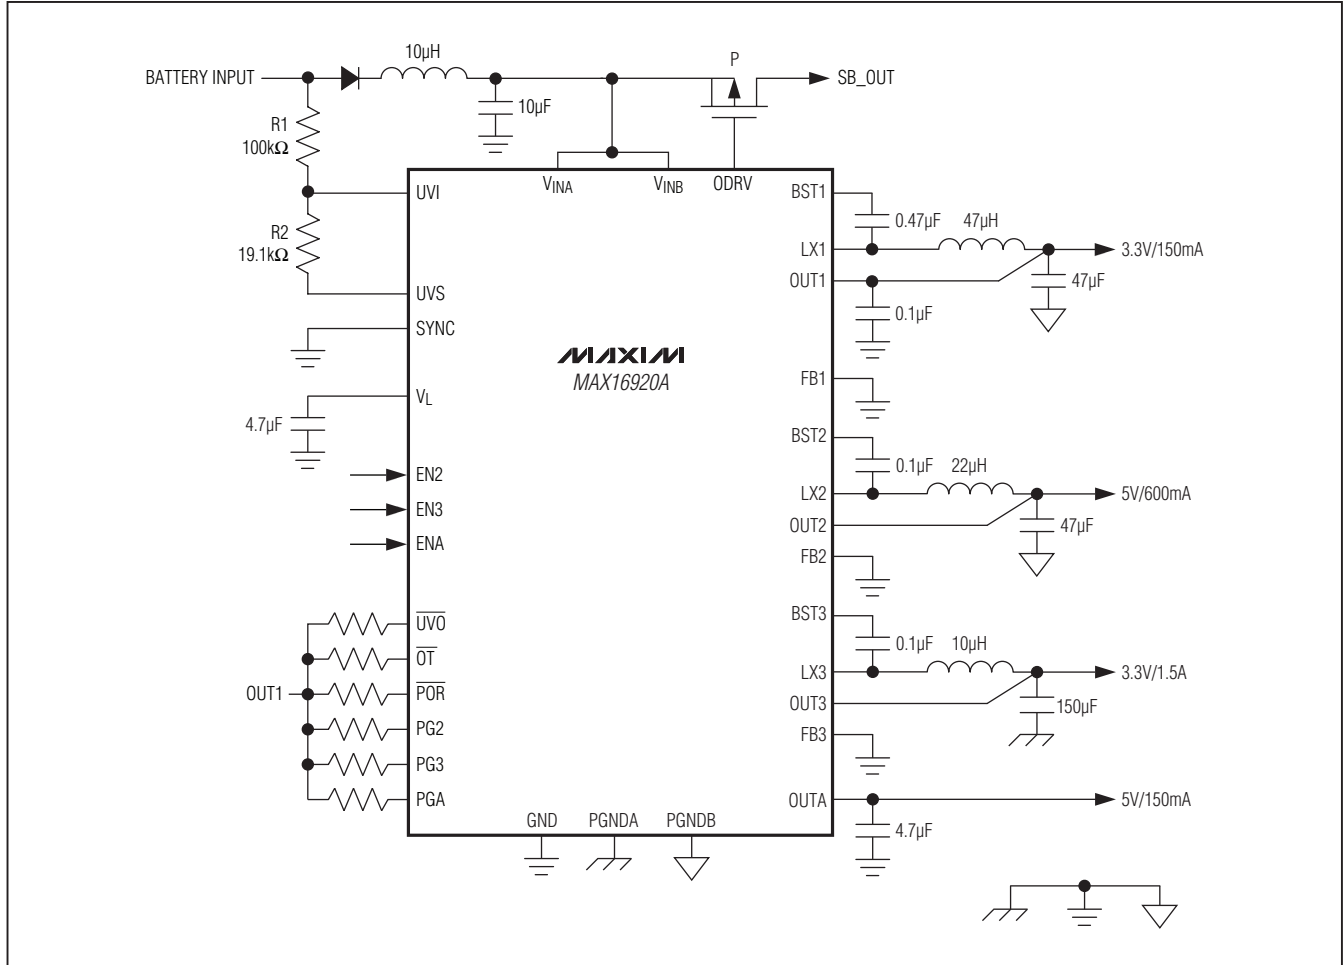 10µH
P
BATTERY INPUT
SB_OUT
10µF
R1
100kΩ
VINA
VINB
ODRV
UVI
BST1
0.47µF
47µH
R2
19.1kΩ
LX1
3.3V/150mA
OUT1
47µF
UVS
0.1µF
SYNC
MAXIM
MAX16920A
FB1
VL
4.7µF
BST2
0.1µF
22µH
EN2
LX2
5V/600mA
EN3
OUT2
47µF
ENA
FB2
UVO
BST3
0.1µF
10µH
OT
LX3
3.3V/1.5A
OUT1
POR
OUT3
150µF
PG2
FB3
PG3
PGA
OUTA
5V/150mA
GND
PGNDA
PGNDB
4.7µF